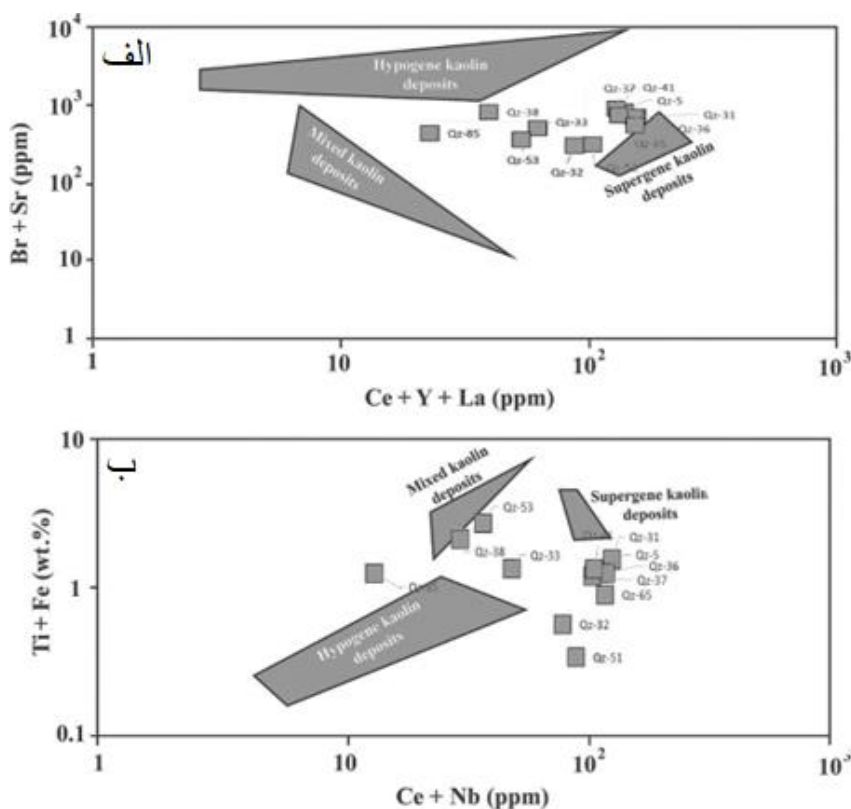 الف
10⁴
10³
10²
10
1
Br + Sr (ppm)
Hypogene kaolin
deposits
Mixed kaolin
deposits
Supergene kaolin
deposits
Qz-37
Qz-41
Qz-5
Qz-31
Qz-36
Qz-38
Qz-33
Qz-85
Qz-53
Qz-32
1
10
10²
10³
Ce + Y + La (ppm)
ب
10
1
0.1
Ti+ Fe (wt.%)
Mixed kaolin
deposits
Supergene kaolin
deposits
Hypogene kaolin
deposits
Qz-53
Qz-38
Qz-33
Qz-31
Qz-5
Qz-36
Qz-37
Qz-65
Qz-32
Qz-51
1
10
10²
10³
Ce + Nb (ppm)